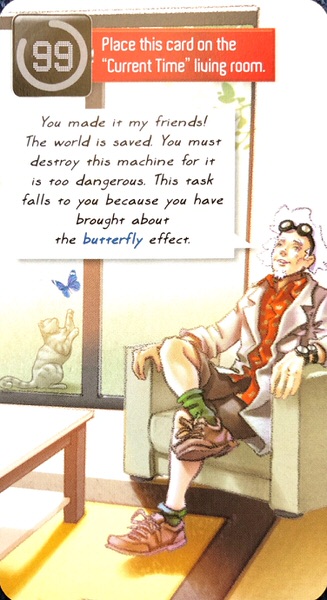 99
Place this card on the
"Current Time" living room.
You made it my friends!
The world is saved. You must
destroy this machine for it
is too dangerous. This task
falls to you because you have
brought about
the butterfly effect.